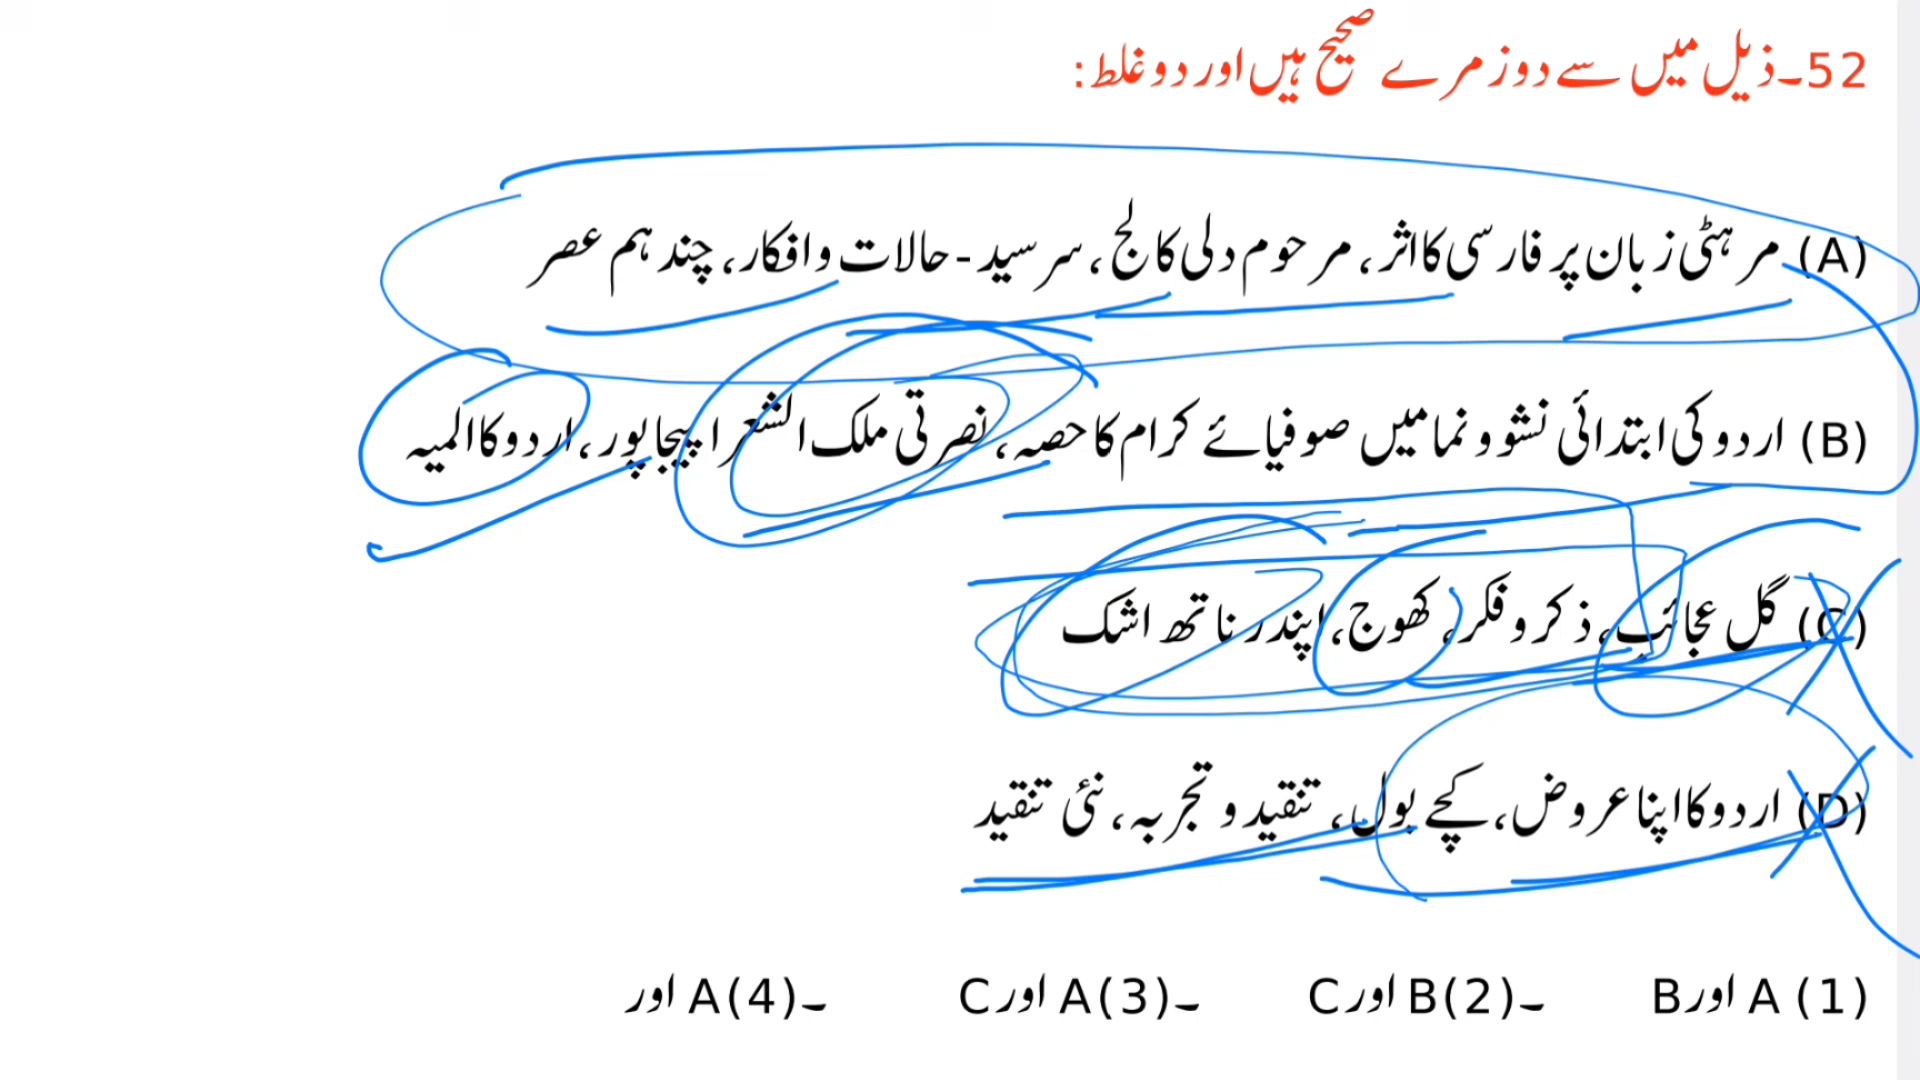 52۔ذیل میں سے دو زمرے صحیح ہیں اور دو غلط:
(A) مرہٹی زبان پر فارسی کا اثر، مرحوم دلی کالج، سرسید-حالات و افکار، چند ہم عصر
(B) اردو کی ابتدائی نشو و نما میں صوفیائے کرام کا حصہ، نصرتی ملک الشعرا بیجاپور، اردو کا المیہ
(C) گل عجائب، ذکر و فکر، کھوج، اپندر ناتھ اشک
(D) اردو کا اپنا عروض، کچے بول، تنقید و تجربہ، نئی تنقید
(1) A اور B ۔(2) B اور C ۔(3) A اور C ۔(4) A اور